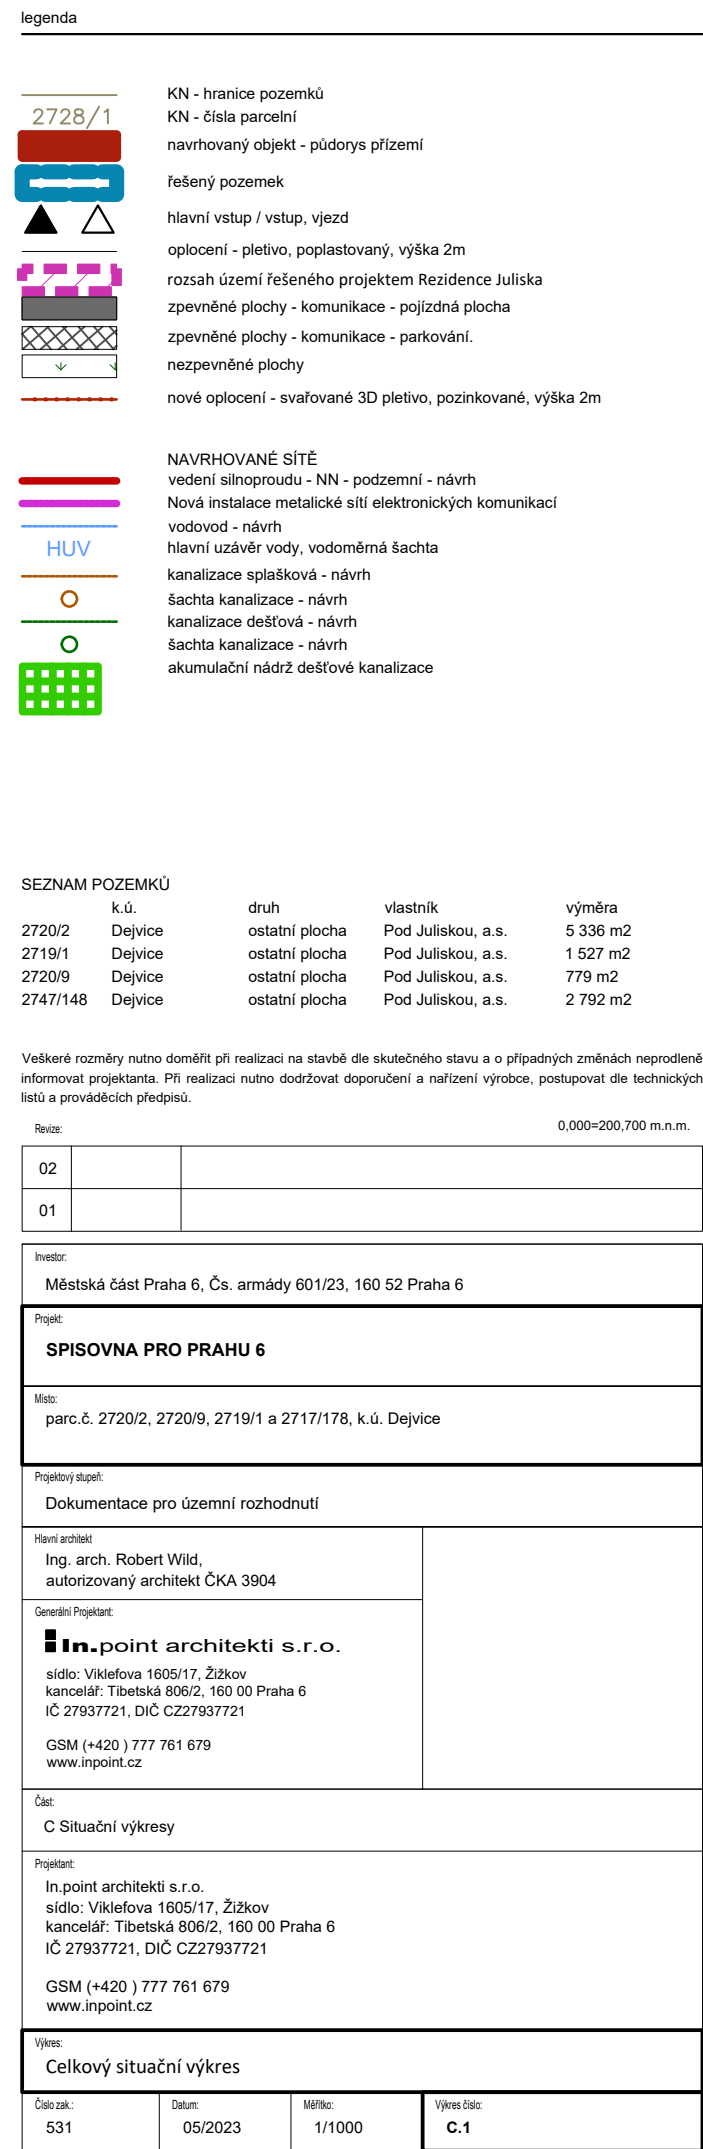 legenda
KN - hranice pozemků
2728/1 KN - čísla parcelní
navrhovaný objekt - půdorys přízemí
řešený pozemek
hlavní vstup / vstup, vjezd
oplocení - pletivo, poplastovaný, výška 2m
rozsah území řešeného projektem Rezidence Juliska
zpevněné plochy - komunikace - pojízdná plocha
zpevněné plochy - komunikace - parkování.
nezpevněné plochy
nové oplocení - svařované 3D pletivo, pozinkované, výška 2m
NAVRHOVANÉ SÍTĚ
vedení silnoproudu - NN - podzemní - návrh
Nová instalace metalické sítí elektronických komunikací
vodovod - návrh
HUV hlavní uzávěr vody, vodoměrná šachta
kanalizace splašková - návrh
šachta kanalizace - návrh
kanalizace dešťová - návrh
šachta kanalizace - návrh
akumulační nádrž dešťové kanalizace
SEZNAM POZEMKŮ
k.ú. druh vlastník výměra
2720/2 Dejvice ostatní plocha Pod Juliskou, a.s. 5 336 m2
2719/1 Dejvice ostatní plocha Pod Juliskou, a.s. 1 527 m2
2720/9 Dejvice ostatní plocha Pod Juliskou, a.s. 779 m2
2747/148 Dejvice ostatní plocha Pod Juliskou, a.s. 2 792 m2
Veškeré rozměry nutno doměřit při realizaci na stavbě dle skutečného stavu a o případných změnách neprodleně
informovat projektanta. Při realizaci nutno dodržovat doporučení a nařízení výrobce, postupovat dle technických
listů a prováděcích předpisů.
Revize: 0,000=200,700 m.n.m.
02
01
Investor:
Městská část Praha 6, Čs. armády 601/23, 160 52 Praha 6
Projekt:
SPISOVNA PRO PRAHU 6
Místo:
parc.č. 2720/2, 2720/9, 2719/1 a 2717/178, k.ú. Dejvice
Projektový stupeň:
Dokumentace pro územní rozhodnutí
Hlavní architekt
Ing. arch. Robert Wild,
autorizovaný architekt ČKA 3904
Generální Projektant:
In.point architekti s.r.o.
sídlo: Viklefova 1605/17, Žižkov
kancelář: Tibetská 806/2, 160 00 Praha 6
IČ 27937721, DIČ CZ27937721
GSM (+420 ) 777 761 679
www.inpoint.cz
Část:
C Situační výkresy
Projektant:
In.point architekti s.r.o.
sídlo: Viklefova 1605/17, Žižkov
kancelář: Tibetská 806/2, 160 00 Praha 6
IČ 27937721, DIČ CZ27937721
GSM (+420 ) 777 761 679
www.inpoint.cz
Výkres:
Celkový situační výkres
Číslo zak.: Datum: Měřítko: Výkres číslo:
531 05/2023 1/1000 C.1